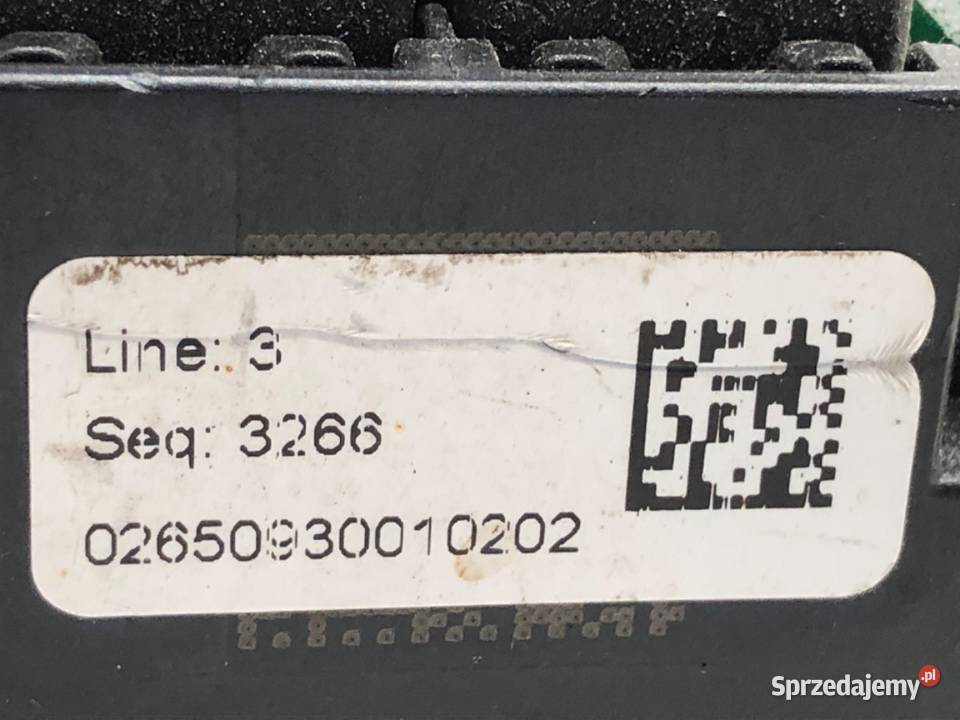 Line: 3
Seq: 3266
02650930010202
Sprzedajemy.pl